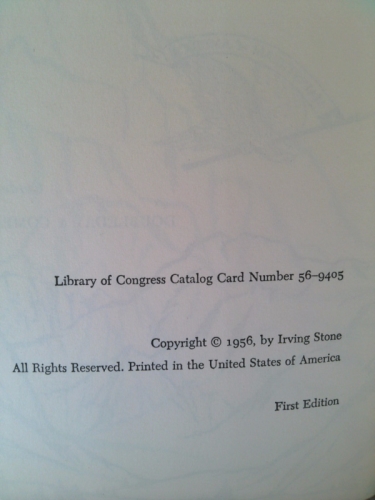 Library of Congress Catalog Card Number 56–9405
Copyright © 1956, by Irving Stone
All Rights Reserved. Printed in the United States of America
First Edition